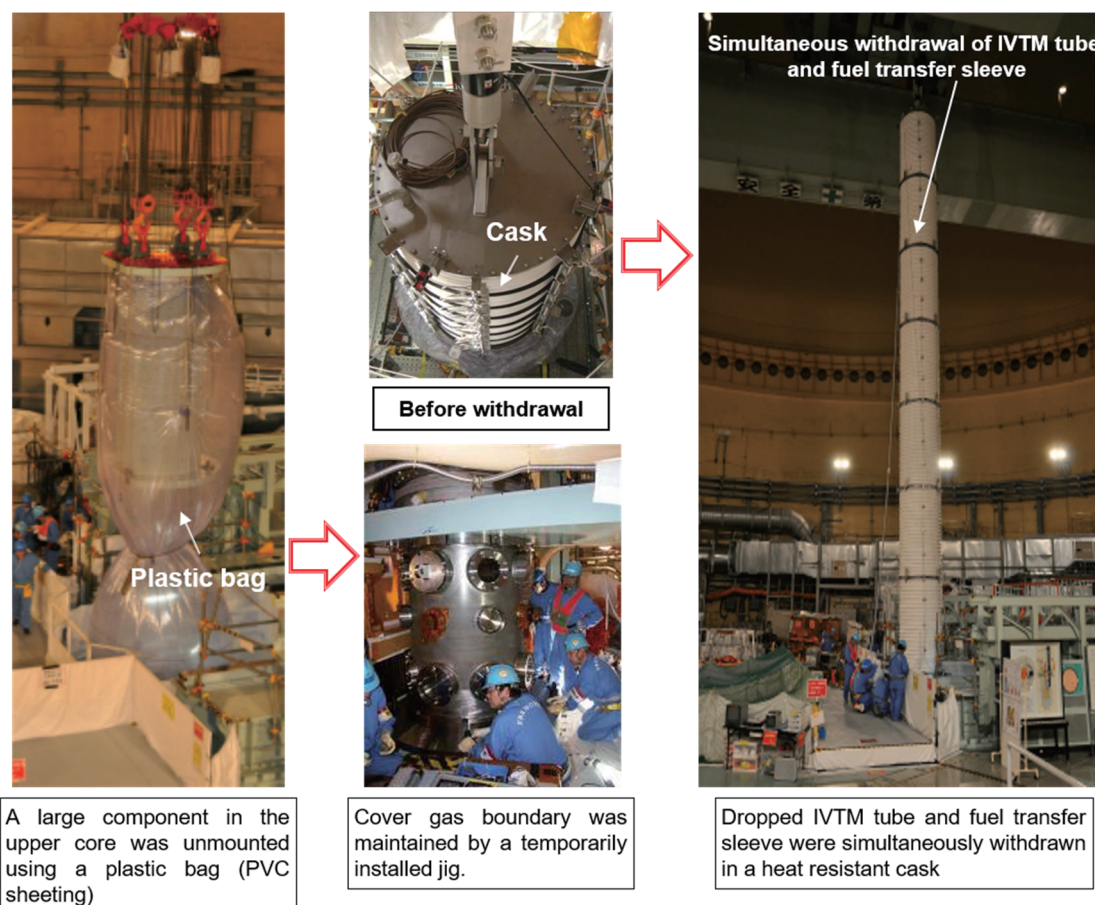 Simultaneous withdrawal of IVTM tube
and fuel transfer sleeve
安全十第
Cask
Before withdrawal
Plastic bag
A large component in the
upper core was unmounted
using a plastic bag (PVC
sheeting)
Cover gas boundary was
maintained by a temporarily
installed jig.
Dropped IVTM tube and fuel transfer
sleeve were simultaneously withdrawn
in a heat resistant cask